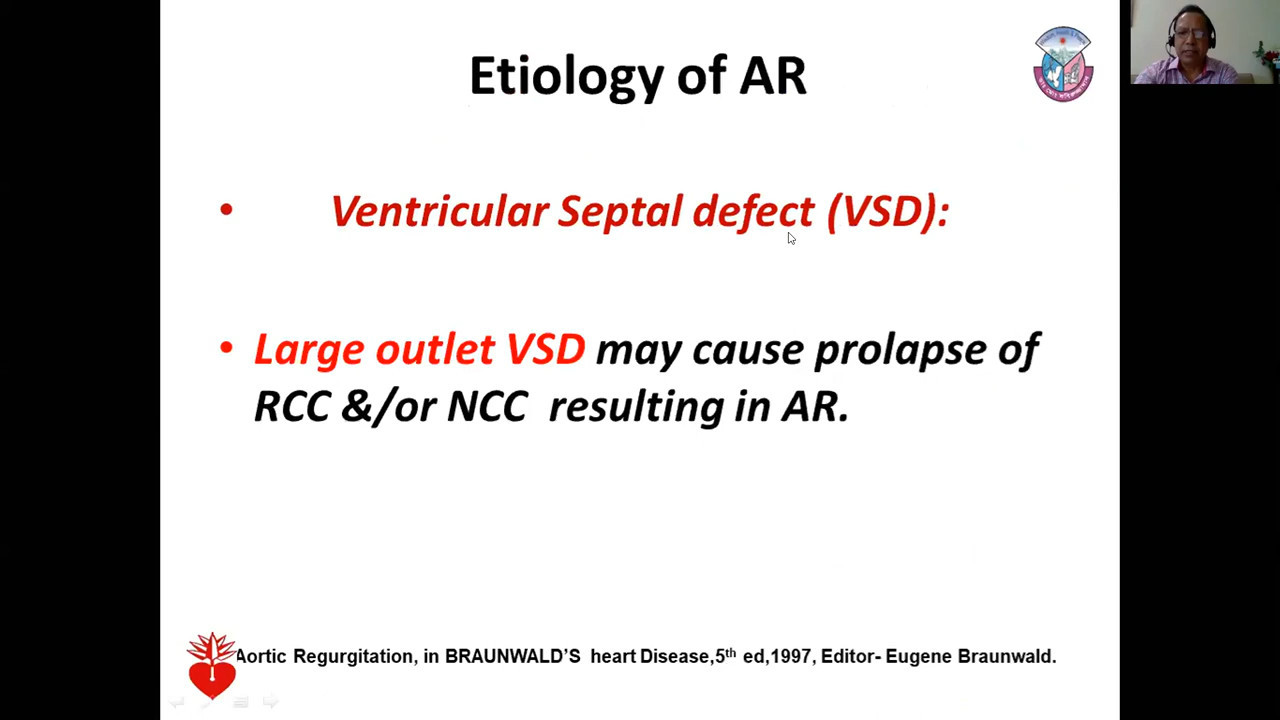 Etiology of AR
• Ventricular Septal defect (VSD):
• Large outlet VSD may cause prolapse of
RCC &/or NCC resulting in AR.
Aortic Regurgitation, in BRAUNWALD’S heart Disease,5th ed,1997, Editor- Eugene Braunwald.